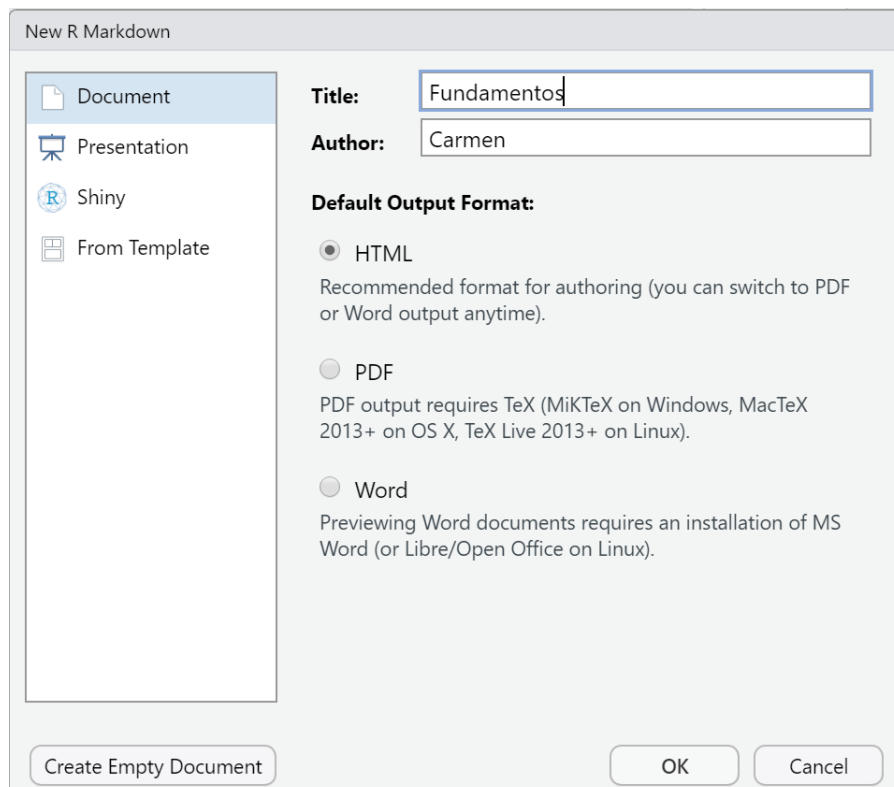 New R Markdown
Document
Presentation
R Shiny
From Template
Title: Fundamentos
Author: Carmen
Default Output Format:
HTML
Recommended format for authoring (you can switch to PDF
or Word output anytime).
PDF
PDF output requires TeX (MiKTeX on Windows, MacTeX
2013+ on OS X, TeX Live 2013+ on Linux).
Word
Previewing Word documents requires an installation of MS
Word (or Libre/Open Office on Linux).
Create Empty Document
OK
Cancel